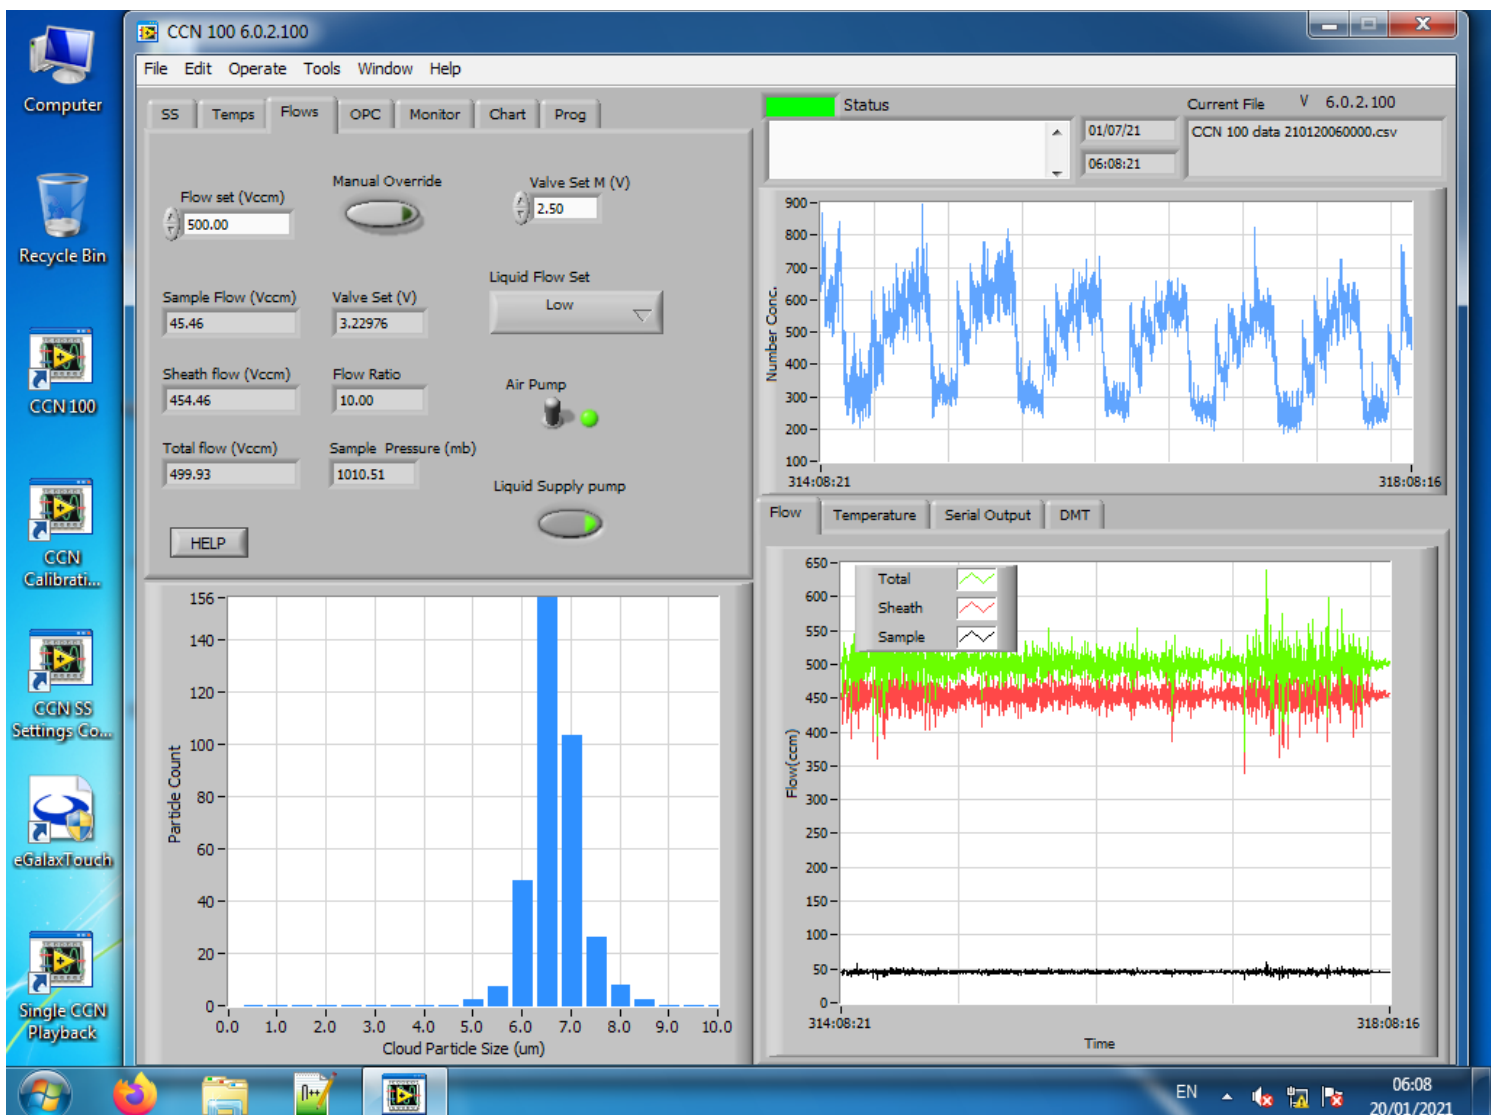 Computer
Recycle Bin
CCN 100
CCN
Calibrati...
CCN SS
Settings Co...
eGalaxTouch
Single CCN
Playback
CCN 100 6.0.2.100
File Edit Operate Tools Window Help
SS Temps Flows OPC Monitor Chart Prog
Flow set (Vccm)
500.00
Manual Override
Valve Set M (V)
2.50
Liquid Flow Set
Low
Sample Flow (Vccm)
45.46
Valve Set (V)
3.22976
Sheath flow (Vccm)
454.46
Flow Ratio
10.00
Air Pump
Total flow (Vccm)
499.93
Sample Pressure (mb)
1010.51
Liquid Supply pump
HELP
Status
01/07/21
06:08:21
Current File V 6.0.2.100
CCN 100 data 210120060000.csv
Number Conc.
900
800
700
600
500
400
300
200
100
314:08:21 318:08:16
Flow Temperature Serial Output DMT
Total
Sheath
Sample
Flow(ccm)
650
600
550
500
450
400
350
300
250
200
150
100
50
0
314:08:21 318:08:16
Time
Particle Count
156
140
120
100
80
60
40
20
0
0.0 1.0 2.0 3.0 4.0 5.0 6.0 7.0 8.0 9.0 10.0
Cloud Particle Size (um)
n++
EN
06:08
20/01/2021